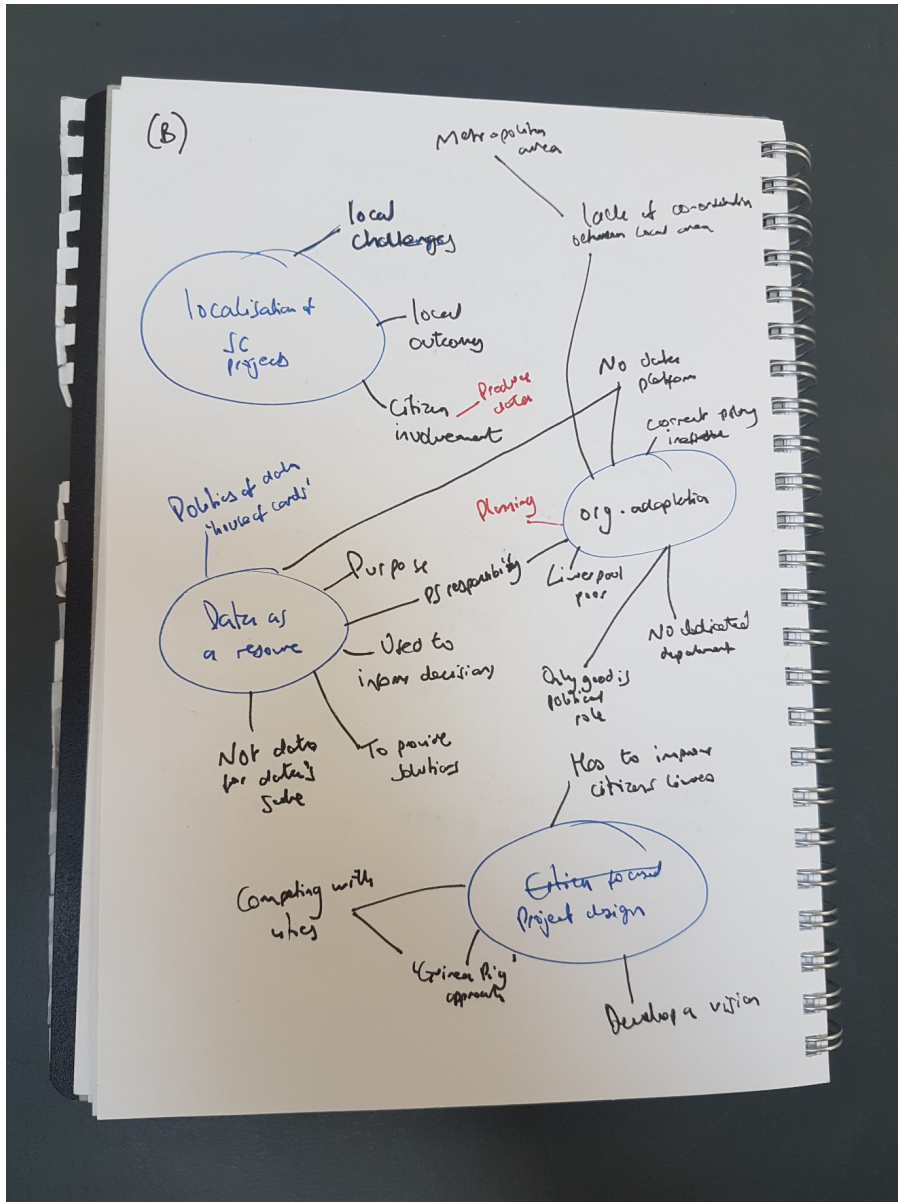 (B)
Metropolitan
area
lack of co-ordination
between local area
local
challenges
localisation of
SC
projects
local
outcomes
Citizen
involvement
Produce
data
No data
platform
current policy
org. adaptation
Planning
Liverpool
poor
PS responsibility
No dedicated
department
Only good is
political
role
Politics of data
'house of cards'
Data as
a resource
Purpose
Used to
inform decisions
To provide
solutions
Not data
for data's
sake
Has to improve
citizens lives
Citizen focused
Project design
Competing with
cities
'Guinea Pig'
approach
Develop a vision